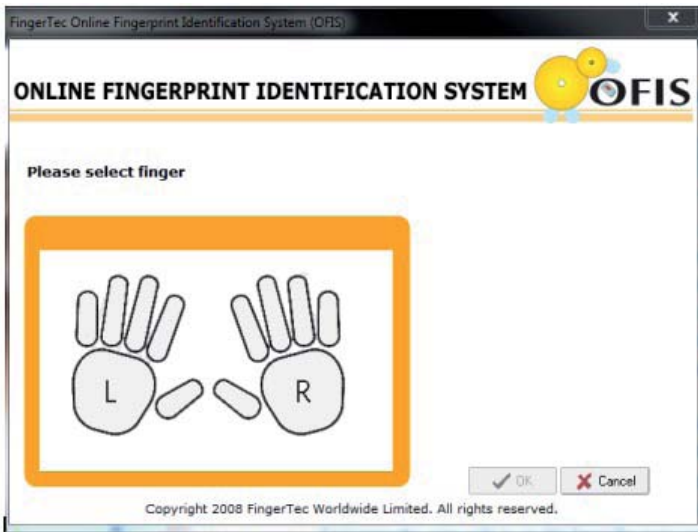 FingerTec Online Fingerprint Identification System (OFIS)
x
ONLINE FINGERPRINT IDENTIFICATION SYSTEM
OFIS
Please select finger
L R
OK Cancel
Copyright 2008 FingerTec Worldwide Limited. All rights reserved.